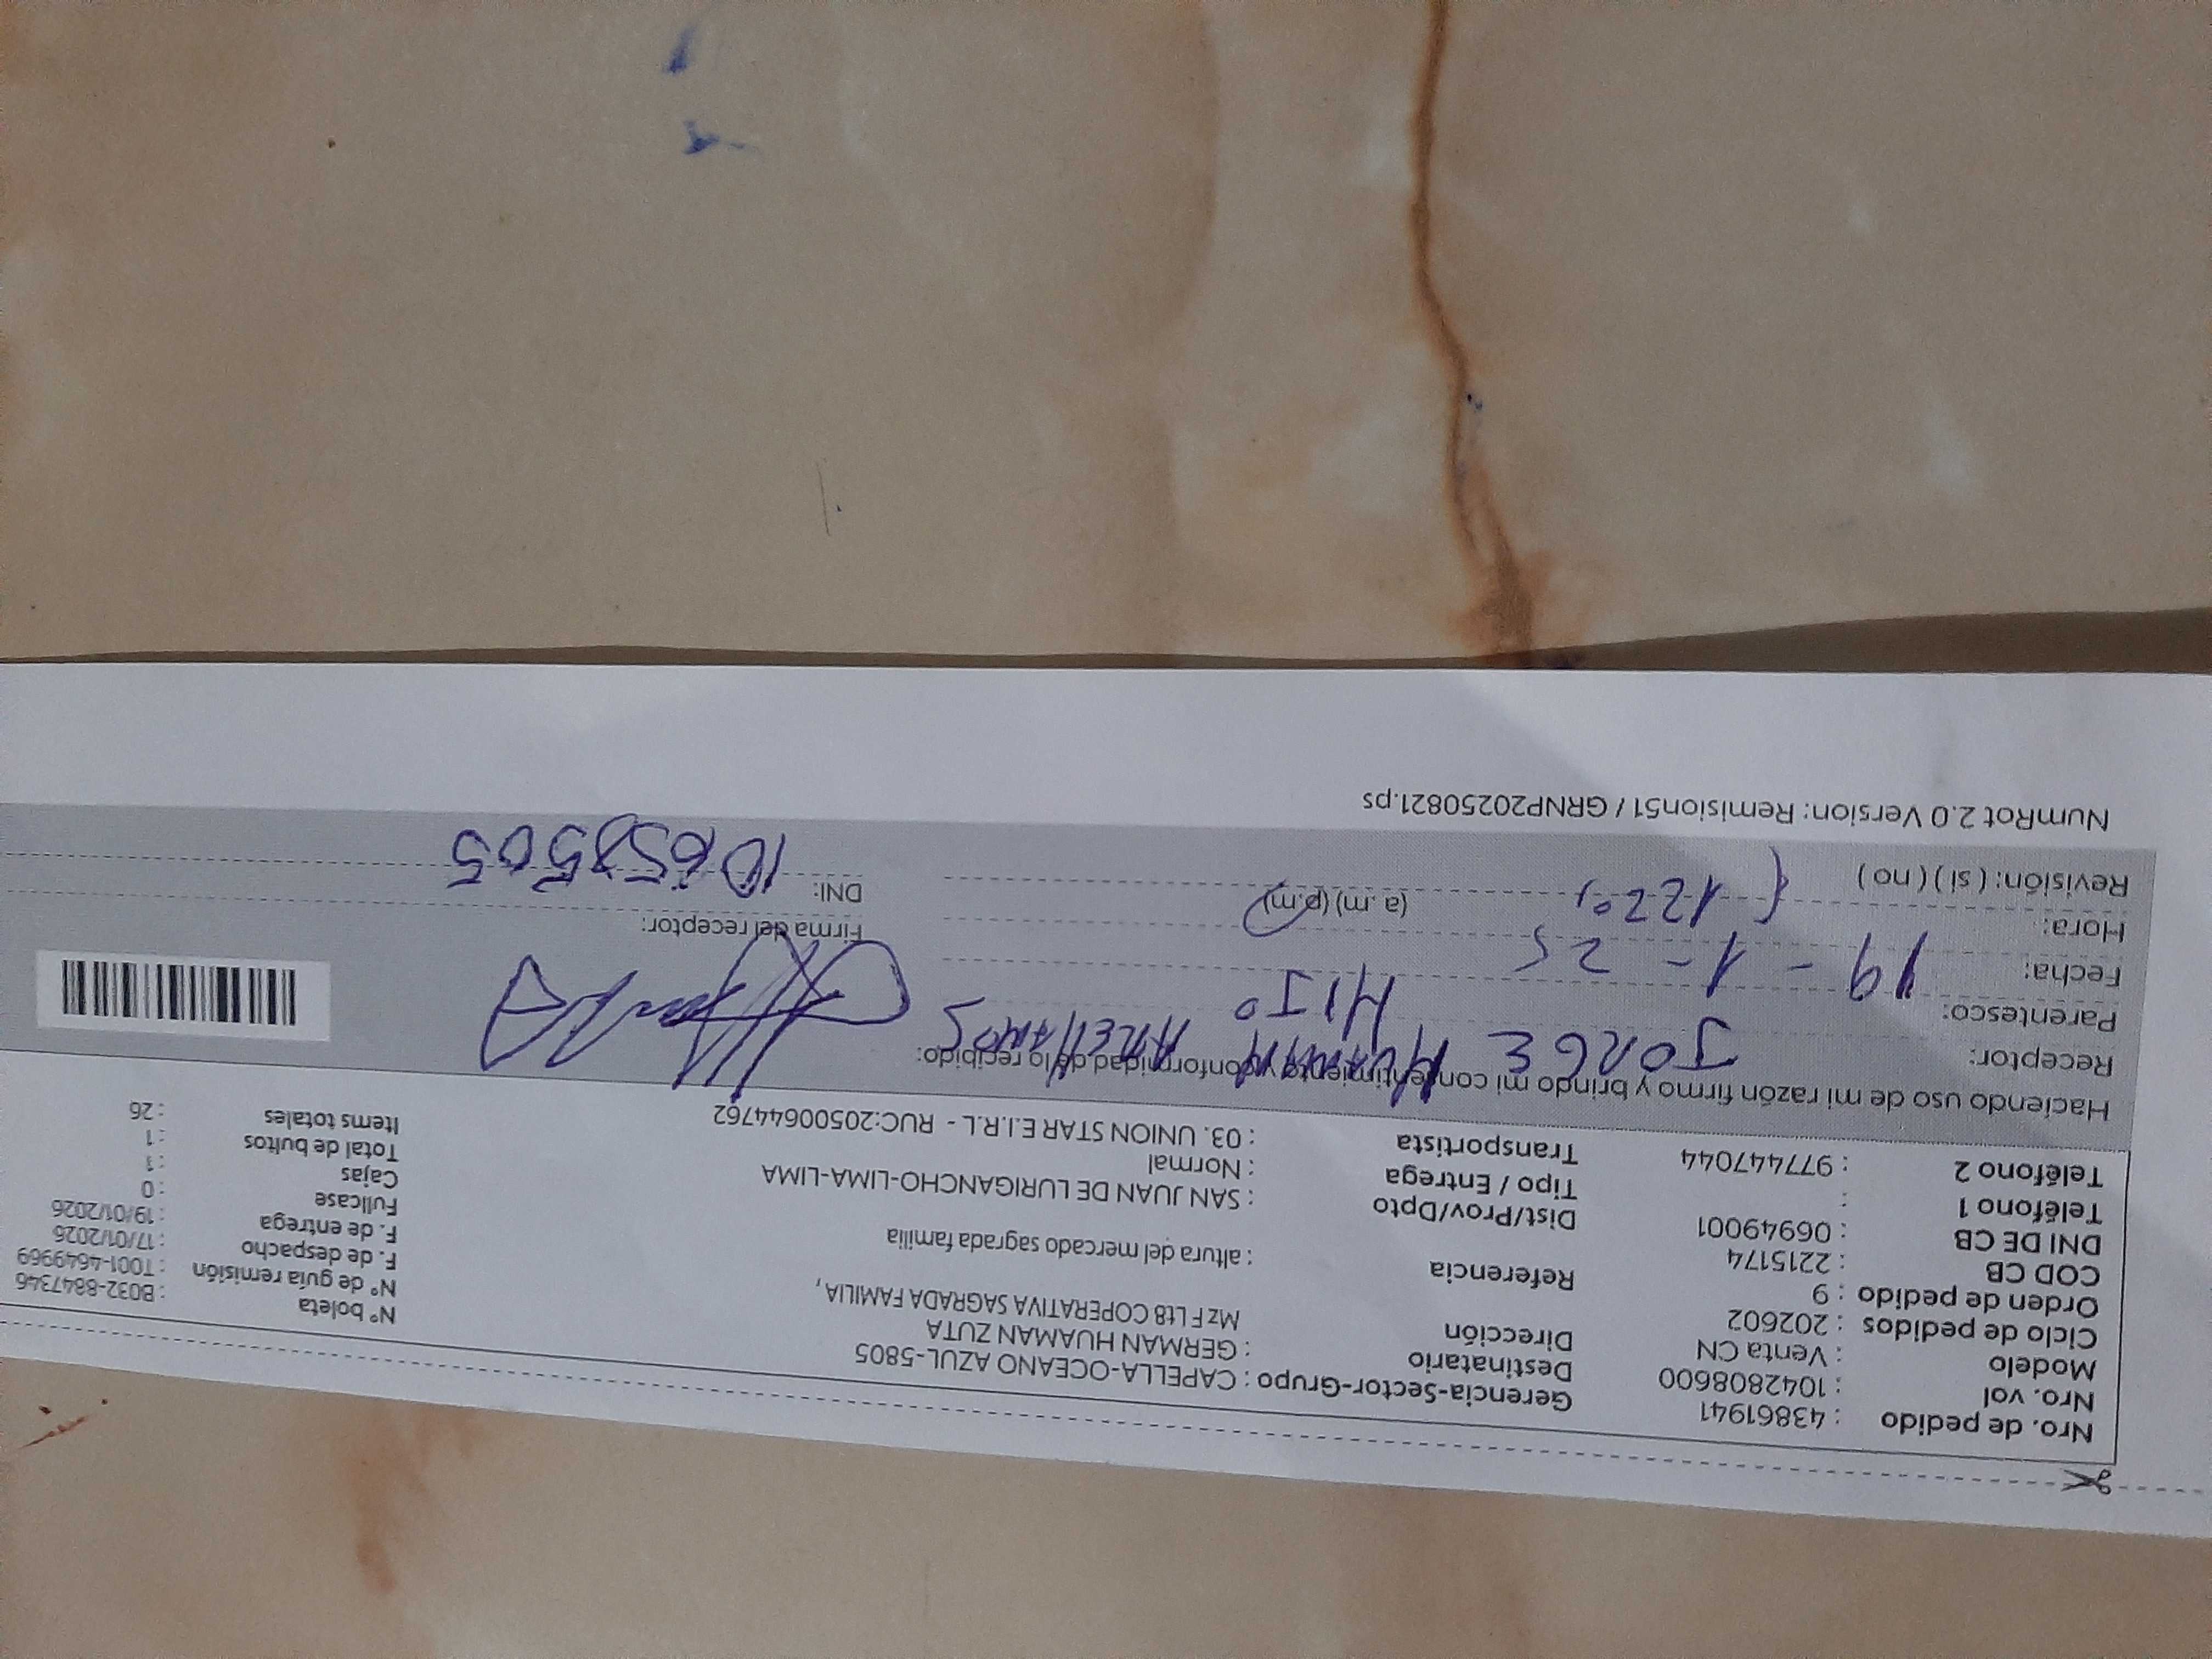 Nro. de pedido : 43861941
Nro. vol : 1042808600
Modelo : Venta CN
Ciclo de pedidos : 202602
Orden de pedido : 9
COD CB : 2215174
DNI DE CB : 06949001
Teléfono 1 :
Teléfono 2 : 977447044
Gerencia-Sector-Grupo : CAPELLA-OCEANO AZUL-5805
Destinatario : GERMAN HUAMAN ZUTA
Dirección Mz F Lt8 COPERATIVA SAGRADA FAMILIA,
Referencia : altura del mercado sagrada familia
Dist/Prov/Dpto : SAN JUAN DE LURIGANCHO-LIMA-LIMA
Tipo / Entrega : Normal
Transportista : 03. UNION STAR E.I.R.L - RUC:20500644762
N° boleta : B032-8847346
N° de guía remisión : T001-4649969
F. de despacho : 17/01/2026
F. de entrega : 19/01/2026
Fullcase : 0
Cajas : 1
Total de bultos : 1
Items totales : 26
Haciendo uso de mi razón firmo y brindo mi consentimiento y conformidad de lo recibido:
Receptor: JORGE HUAMAN ARELLANOS
Parentesco: HIJO
Fecha: 19 - 1 - 25
Hora: (a.m) (p.m)
Revisión: ( si ) ( no )
Firma del receptor:
DNI: 10658505
NumRot 2.0 Version: Remision51 / GRNP20250821.ps